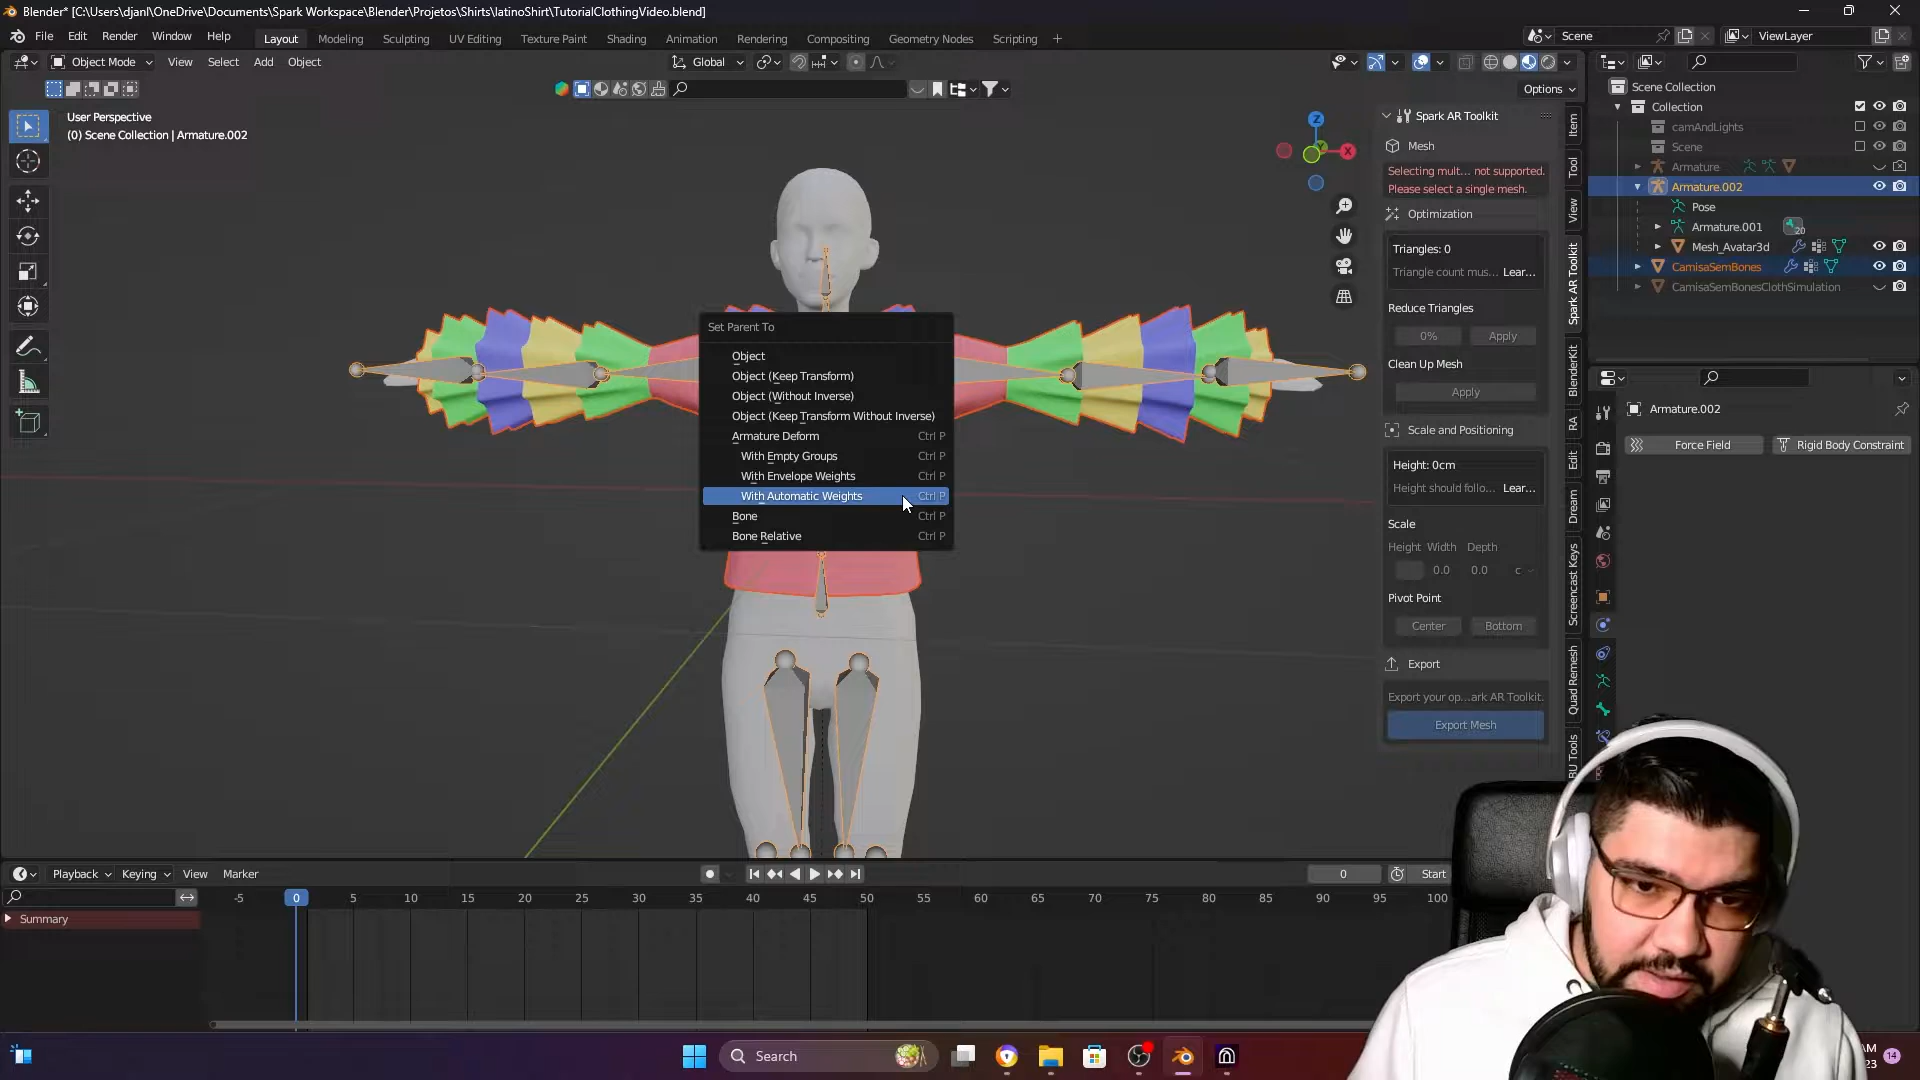 Blender* [C:\Users\djanl\OneDrive\Documents\Spark Workspace\Blender\Projetos\Shirts\latinoShirt\TutorialClothingVideo.blend]
File Edit Render Window Help
Layout Modeling Sculpting UV Editing Texture Paint Shading Animation Rendering Compositing Geometry Nodes Scripting +
Scene
ViewLayer
Object Mode View Select Add Object
Global
Options
User Perspective
(0) Scene Collection | Armature.002
Z
X
Set Parent To
Object
Object (Keep Transform)
Object (Without Inverse)
Object (Keep Transform Without Inverse)
Armature Deform Ctrl P
With Empty Groups Ctrl P
With Envelope Weights Ctrl P
With Automatic Weights Ctrl P
Bone Ctrl P
Bone Relative Ctrl P
Spark AR Toolkit
Mesh
Selecting mult... not supported.
Please select a single mesh.
Optimization
Triangles: 0
Triangle count mus... Lear...
Reduce Triangles
0% Apply
Clean Up Mesh
Apply
Scale and Positioning
Height: 0cm
Height should follo... Lear...
Scale
Height Width Depth
0.0 0.0 c
Pivot Point
Center Bottom
Export
Export your op...ark AR Toolkit.
Export Mesh
Item
Tool
View
Spark AR Toolkit
BlenderKit
RA
Edit
Dream
Screencast Keys
Quad Remesh
BU Tools
Scene Collection
Collection
camAndLights
Scene
Armature
Armature.002
Pose
Armature.001
20
Mesh_Avatar3d
CamisaSemBones
CamisaSemBonesClothSimulation
Armature.002
Force Field
Rigid Body Constraint
Playback Keying View Marker
0
Start
-5 0 5 10 15 20 25 30 35 40 45 50 55 60 65 70 75 80 85 90 95 100
Summary
Search
14